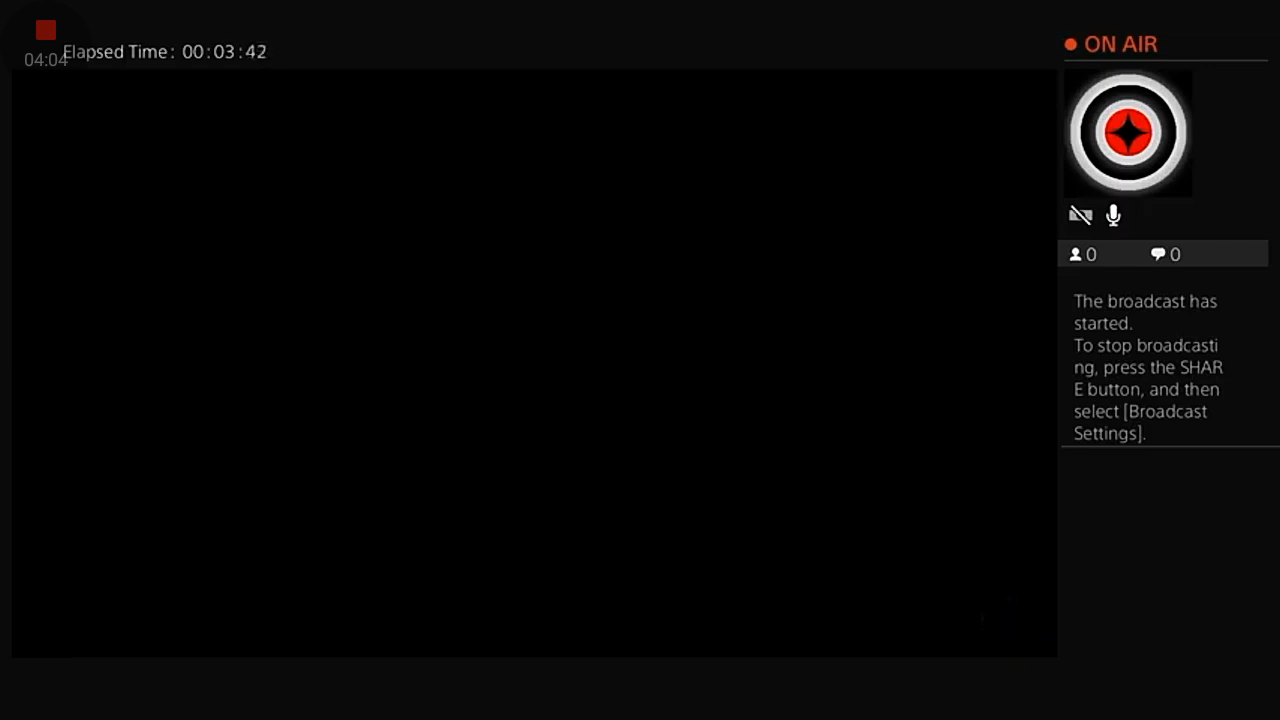 Elapsed Time: 00:03:42
04:04
ON AIR
0 0
The broadcast has
started.
To stop broadcasti
ng, press the SHAR
E button, and then
select [Broadcast
Settings].